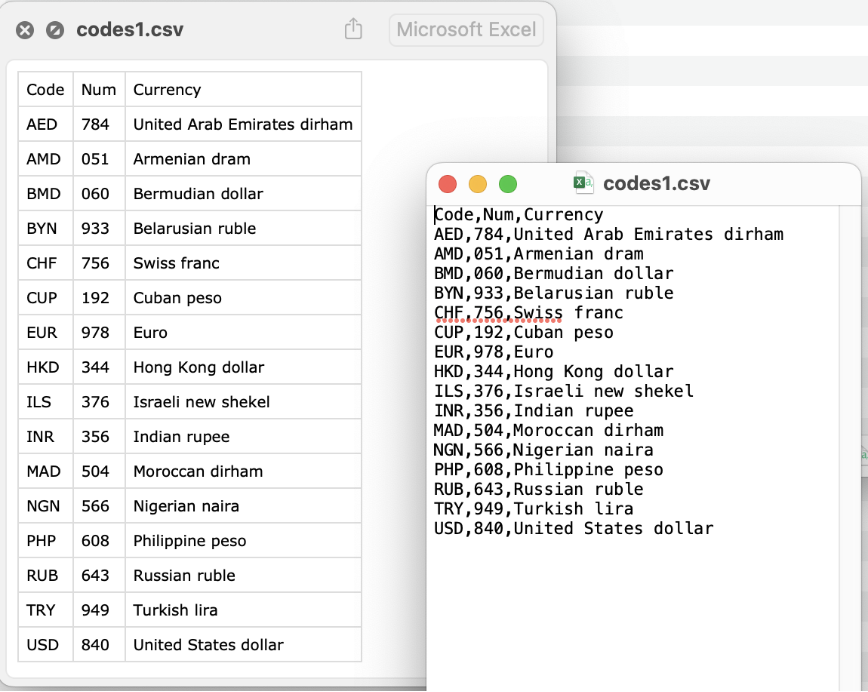 codes1.csv
Microsoft Excel
Code Num Currency
AED 784 United Arab Emirates dirham
AMD 051 Armenian dram
BMD 060 Bermudian dollar
BYN 933 Belarusian ruble
CHF 756 Swiss franc
CUP 192 Cuban peso
EUR 978 Euro
HKD 344 Hong Kong dollar
ILS 376 Israeli new shekel
INR 356 Indian rupee
MAD 504 Moroccan dirham
NGN 566 Nigerian naira
PHP 608 Philippine peso
RUB 643 Russian ruble
TRY 949 Turkish lira
USD 840 United States dollar
codes1.csv
Code,Num,Currency
AED,784,United Arab Emirates dirham
AMD,051,Armenian dram
BMD,060,Bermudian dollar
BYN,933,Belarusian ruble
CHF,756,Swiss franc
CUP,192,Cuban peso
EUR,978,Euro
HKD,344,Hong Kong dollar
ILS,376,Israeli new shekel
INR,356,Indian rupee
MAD,504,Moroccan dirham
NGN,566,Nigerian naira
PHP,608,Philippine peso
RUB,643,Russian ruble
TRY,949,Turkish lira
USD,840,United States dollar